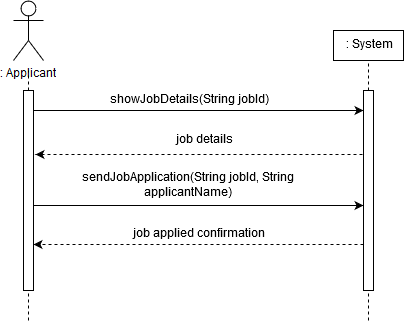 : System
: Applicant
showJobDetails(String jobId)
job details
sendJobApplication(String jobId, String
applicantName)
job applied confirmation